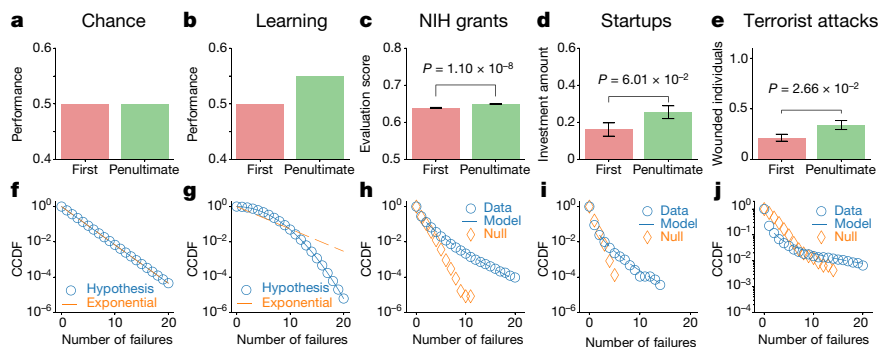 a Chance
b Learning
c NIH grants
d Startups
e Terrorist attacks
0.6
0.5
0.4
Performance
First Penultimate
0.6
0.5
0.4
Performance
First Penultimate
0.8
0.7
0.6
0.5
0.4
Evaluation score
P = 1.10 × 10⁻⁸
First Penultimate
0.6
0.4
0.2
0
Investment amount
P = 6.01 × 10⁻²
First Penultimate
1.0
0.5
0
Wounded individuals
P = 2.66 × 10⁻²
First Penultimate
f
10⁰
10⁻²
10⁻⁴
10⁻⁶
CCDF
Hypothesis
Exponential
0 10 20
Number of failures
g
10⁰
10⁻²
10⁻⁴
10⁻⁶
CCDF
Hypothesis
Exponential
0 10 20
Number of failures
h
10⁰
10⁻²
10⁻⁴
10⁻⁶
CCDF
Data
Model
Null
0 10 20
Number of failures
i
10⁰
10⁻²
10⁻⁴
10⁻⁶
CCDF
Data
Model
Null
0 10 20
Number of failures
j
10⁰
10⁻¹
10⁻²
10⁻³
10⁻⁴
CCDF
Data
Model
Null
0 10 20
Number of failures